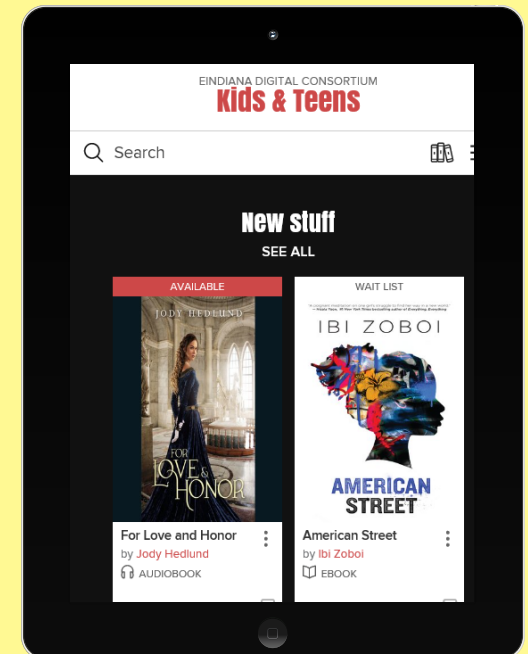 EINDIANA DIGITAL CONSORTIUM
Kids & Teens
Search
New stuff
SEE ALL
AVAILABLE
JODY HEDLUND
FOR
LOVE &
HONOR
For Love and Honor
by Jody Hedlund
AUDIOBOOK
WAIT LIST
IBI ZOBOI
AMERICAN
STREET
American Street
by Ibi Zoboi
EBOOK